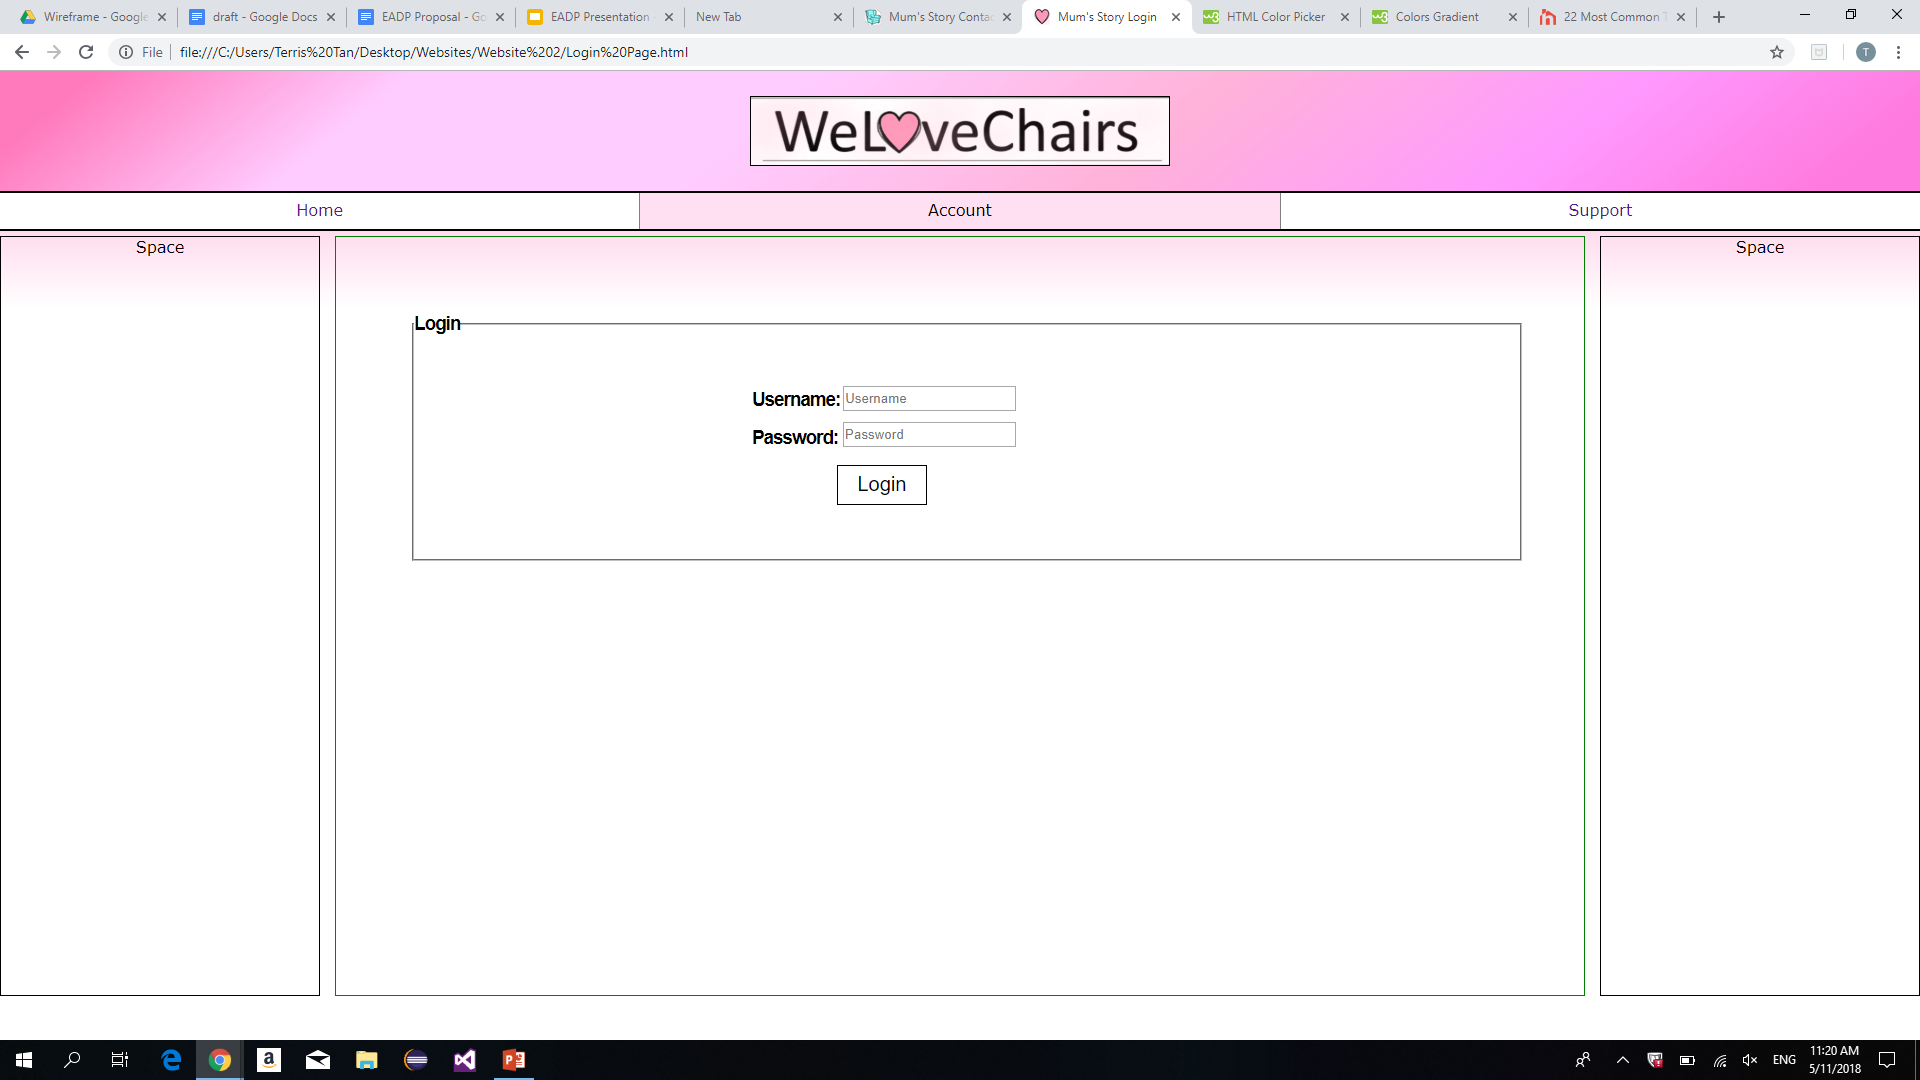 Wireframe - Google
draft - Google Docs
EADP Proposal - Go
EADP Presentation
New Tab
Mum's Story Conta
Mum's Story Login
HTML Color Picker
Colors Gradient
22 Most Common T
File
file:///C:/Users/Terris%20Tan/Desktop/Websites/Website%202/Login%20Page.html
T
WeL veChairs
Home
Account
Support
Space
Space
Login
Username: Username
Password: Password
Login
ENG
11:20 AM
5/11/2018